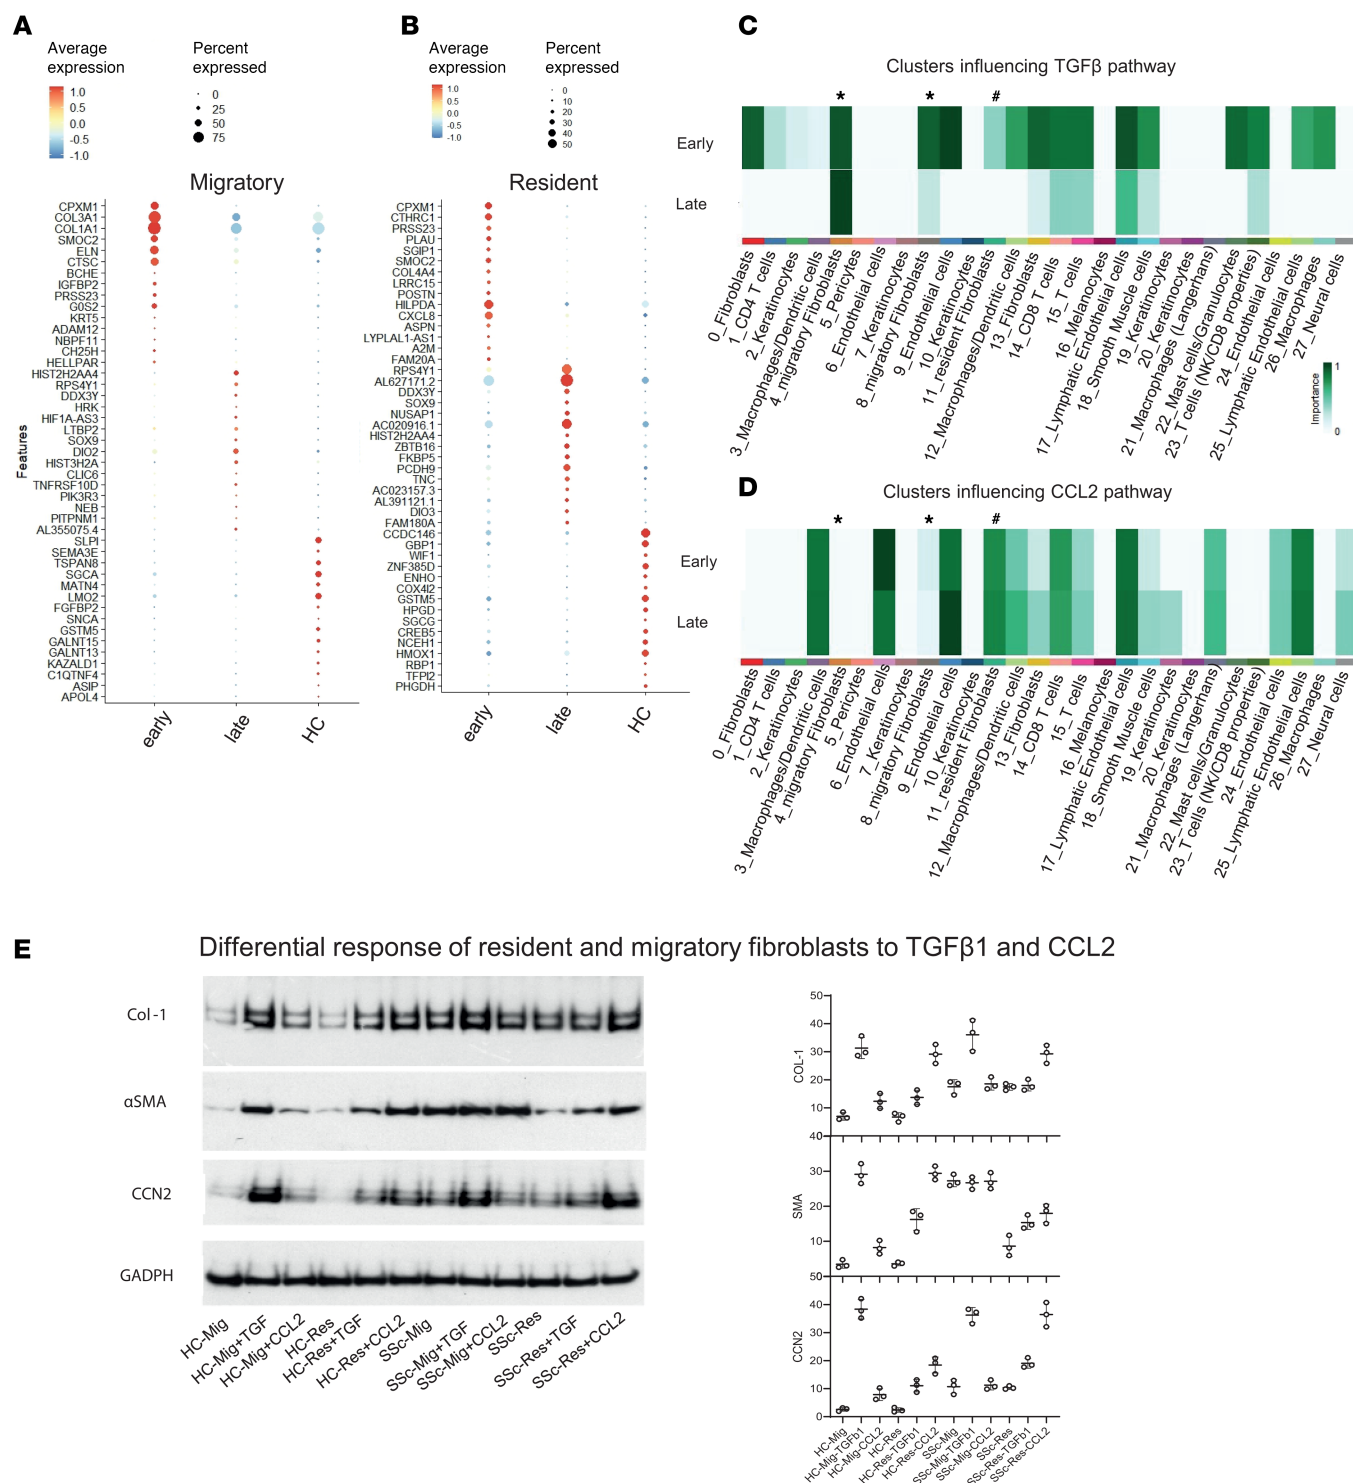 A
Average
expression
1.0
0.5
0.0
-0.5
-1.0
Percent
expressed
0
25
50
75
Migratory
Features
CPXM1
COL3A1
COL1A1
SMOC2
ELN
CTSC
BCHE
IGFBP2
PRSS23
G0S2
KRT5
ADAM12
NBPF11
CH25H
HELLPAR
HIST2H2AA4
RPS4Y1
DDX3Y
HRK
HIF1A-AS3
LTBP2
SOX9
DIO2
HIST3H2A
CLIC6
TNFRSF10D
PIK3R3
NEB
PITPNM1
AL355075.4
SLPI
SEMA3E
TSPAN8
SGCA
MATN4
LMO2
FGFBP2
SNCA
GSTM5
GALNT15
GALNT13
KAZALD1
C1QTNF4
ASIP
APOL4
early
late
HC
B
Average
expression
1.0
0.5
0.0
-0.5
-1.0
Percent
expressed
0
10
20
30
40
50
Resident
CPXM1
CTHRC1
PRSS23
PLAU
SGIP1
SMOC2
COL4A4
LRRC15
POSTN
HILPDA
CXCL8
ASPN
LYPLAL1-AS1
A2M
FAM20A
RPS4Y1
AL627171.2
DDX3Y
SOX9
NUSAP1
AC020916.1
HIST2H2AA4
ZBTB16
FKBP5
PCDH9
TNC
AC023157.3
AL391121.1
DIO3
FAM180A
CCDC146
GBP1
WIF1
ZNF385D
ENHO
COX4I2
GSTM5
HPGD
SGCG
CREB5
NCEH1
HMOX1
RBP1
TFPI2
PHGDH
early
late
HC
C
Clusters influencing TGFβ pathway
* * #
Early
Late
0_Fibroblasts
1_CD4 T cells
2_Keratinocytes
3_Macrophages/Dendritic cells
4_migratory Fibroblasts
5_Pericytes
6_Endothelial cells
7_Keratinocytes
8_migratory Fibroblasts
9_Endothelial cells
10_Keratinocytes
11_resident Fibroblasts
12_Macrophages/Dendritic cells
13_Fibroblasts
14_CD8 T cells
15_T cells
16_Melanocytes
17_Lymphatic Endothelial cells
18_Smooth Muscle cells
19_Keratinocytes
20_Keratinocytes
21_Macrophages (Langerhans)
22_Mast cells/Granulocytes
23_T cells (NK/CD8 properties)
24_Endothelial cells
25_Lymphatic Endothelial cells
26_Macrophages
27_Neural cells
Importance
1
0
D
Clusters influencing CCL2 pathway
* * #
Early
Late
0_Fibroblasts
1_CD4 T cells
2_Keratinocytes
3_Macrophages/Dendritic cells
4_migratory Fibroblasts
5_Pericytes
6_Endothelial cells
7_Keratinocytes
8_migratory Fibroblasts
9_Endothelial cells
10_Keratinocytes
11_resident Fibroblasts
12_Macrophages/Dendritic cells
13_Fibroblasts
14_CD8 T cells
15_T cells
16_Melanocytes
17_Lymphatic Endothelial cells
18_Smooth Muscle cells
19_Keratinocytes
20_Keratinocytes
21_Macrophages (Langerhans)
22_Mast cells/Granulocytes
23_T cells (NK/CD8 properties)
24_Endothelial cells
25_Lymphatic Endothelial cells
26_Macrophages
27_Neural cells
E
Differential response of resident and migratory fibroblasts to TGFβ1 and CCL2
Col-1
αSMA
CCN2
GADPH
HC-Mig
HC-Mig+TGF
HC-Mig+CCL2
HC-Res
HC-Res+TGF
HC-Res+CCL2
SSc-Mig
SSc-Mig+TGF
SSc-Mig+CCL2
SSc-Res
SSc-Res+TGF
SSc-Res+CCL2
COL-1
50
40
30
20
10
40
SMA
30
20
10
50
CCN2
40
30
20
10
0
HC-Mig
HC-Mig-TGFb1
HC-Mig-CCL2
HC-Res
HC-Res-TGFb1
HC-Res-CCL2
SSc-Mig
SSc-Mig-TGFb1
SSc-Mig-CCL2
SSc-Res
SSc-Res-TGFb1
SSc-Res-CCL2